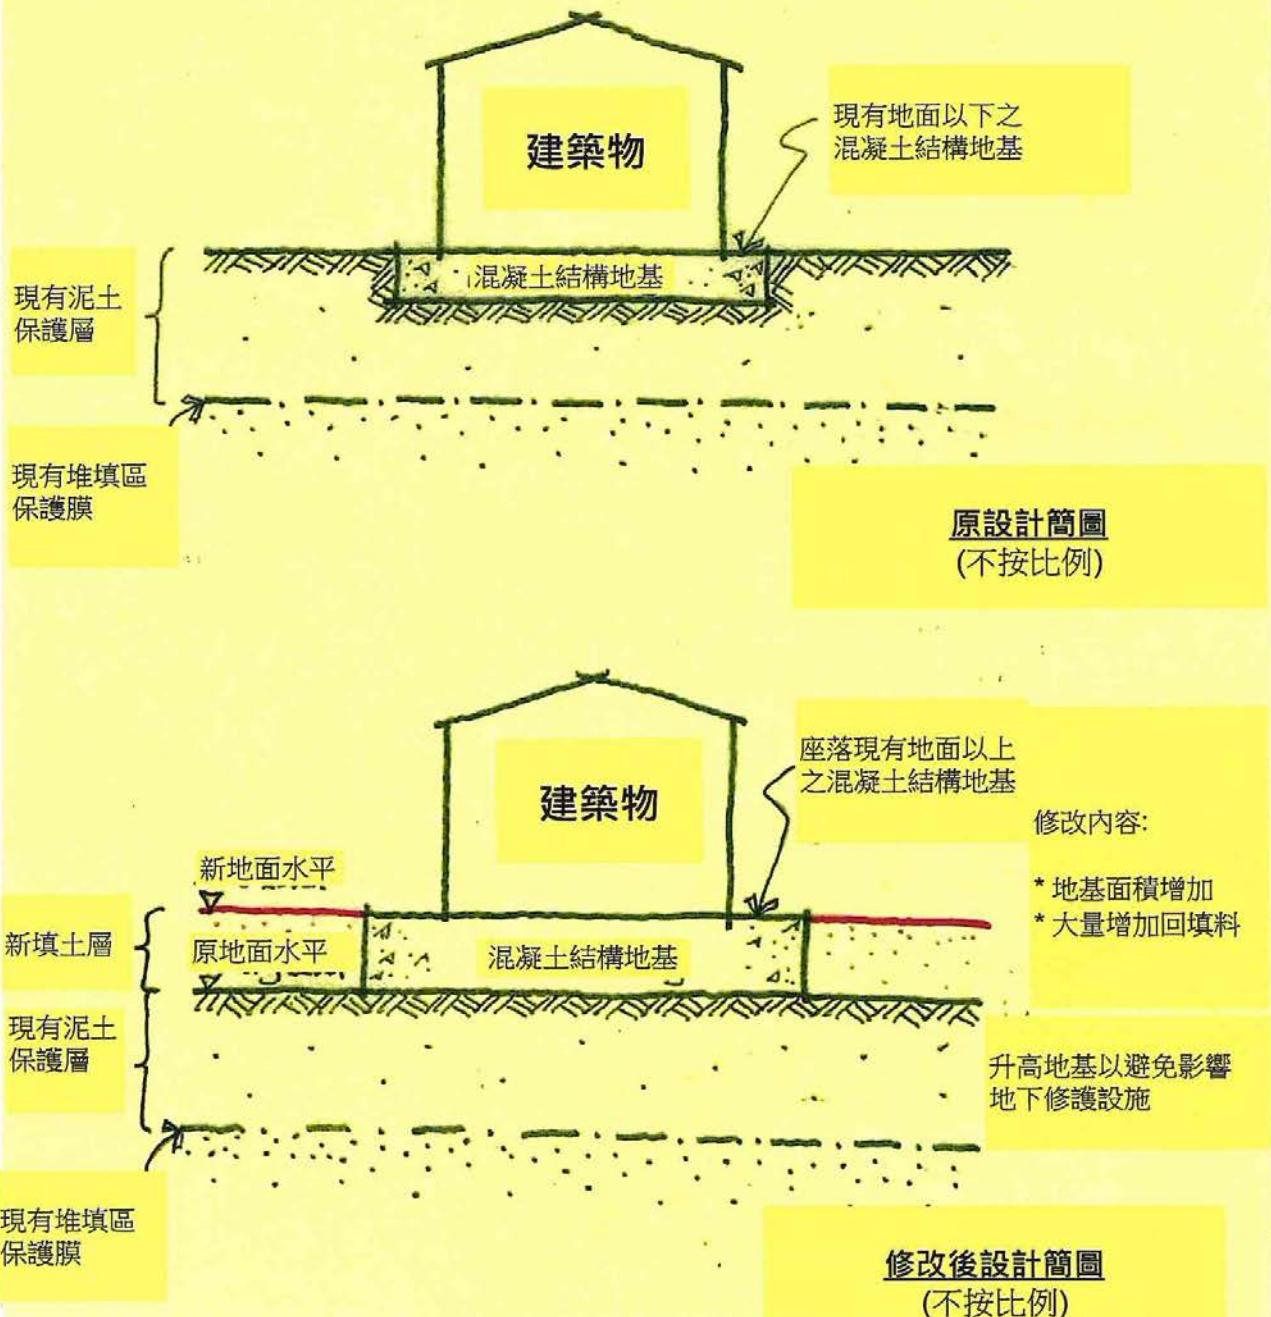 建築物
現有地面以下之
混凝土結構地基
混凝土結構地基
現有泥土
保護層
現有堆填區
保護膜
原設計簡圖
(不按比例)
建築物
座落現有地面以上
之混凝土結構地基
修改內容:
* 地基面積增加
* 大量增加回填料
新地面水平
新填土層
原地面水平
混凝土結構地基
現有泥土
保護層
升高地基以避免影響
地下修護設施
現有堆填區
保護膜
修改後設計簡圖
(不按比例)